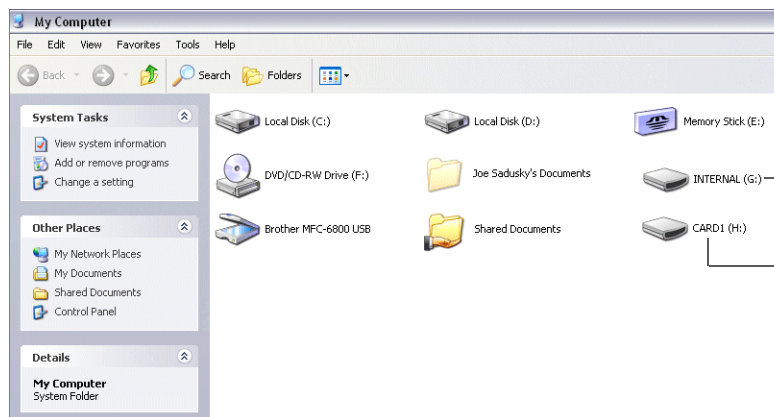 My Computer
File Edit View Favorites Tools Help
Back Search Folders
System Tasks
View system information
Add or remove programs
Change a setting
Other Places
My Network Places
My Documents
Shared Documents
Control Panel
Details
My Computer
System Folder
Local Disk (C:) Local Disk (D:) Memory Stick (E:)
DVD/CD-RW Drive (F:) Joe Sadusky's Documents INTERNAL (G:)
Brother MFC-6800 USB Shared Documents CARD1 (H:)